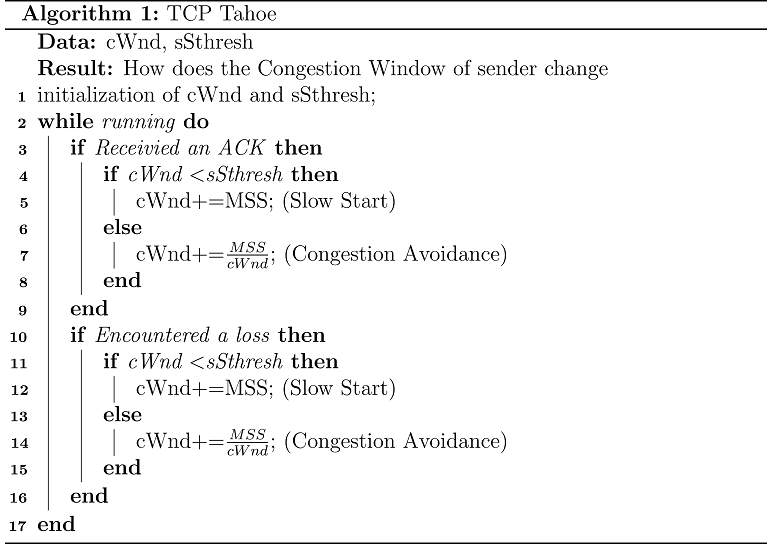 Algorithm 1: TCP Tahoe
Data: cWnd, sSthresh
Result: How does the Congestion Window of sender change
1 initialization of cWnd and sSthresh;
2 while running do
3 if Receivied an ACK then
4 if cWnd <sSthresh then
5 cWnd+=MSS; (Slow Start)
6 else
7 cWnd+=MSS/cWnd; (Congestion Avoidance)
8 end
9 end
10 if Encountered a loss then
11 if cWnd <sSthresh then
12 cWnd+=MSS; (Slow Start)
13 else
14 cWnd+=MSS/cWnd; (Congestion Avoidance)
15 end
16 end
17 end